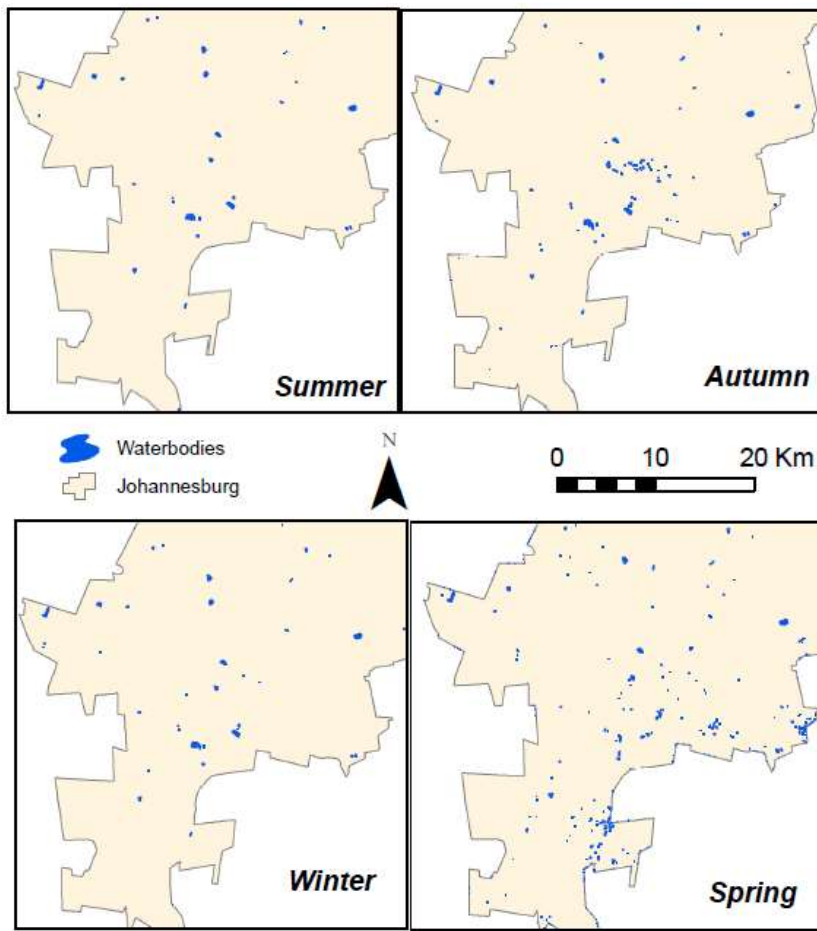 Summer
Autumn
Waterbodies
Johannesburg
N
0 10 20 Km
Winter
Spring